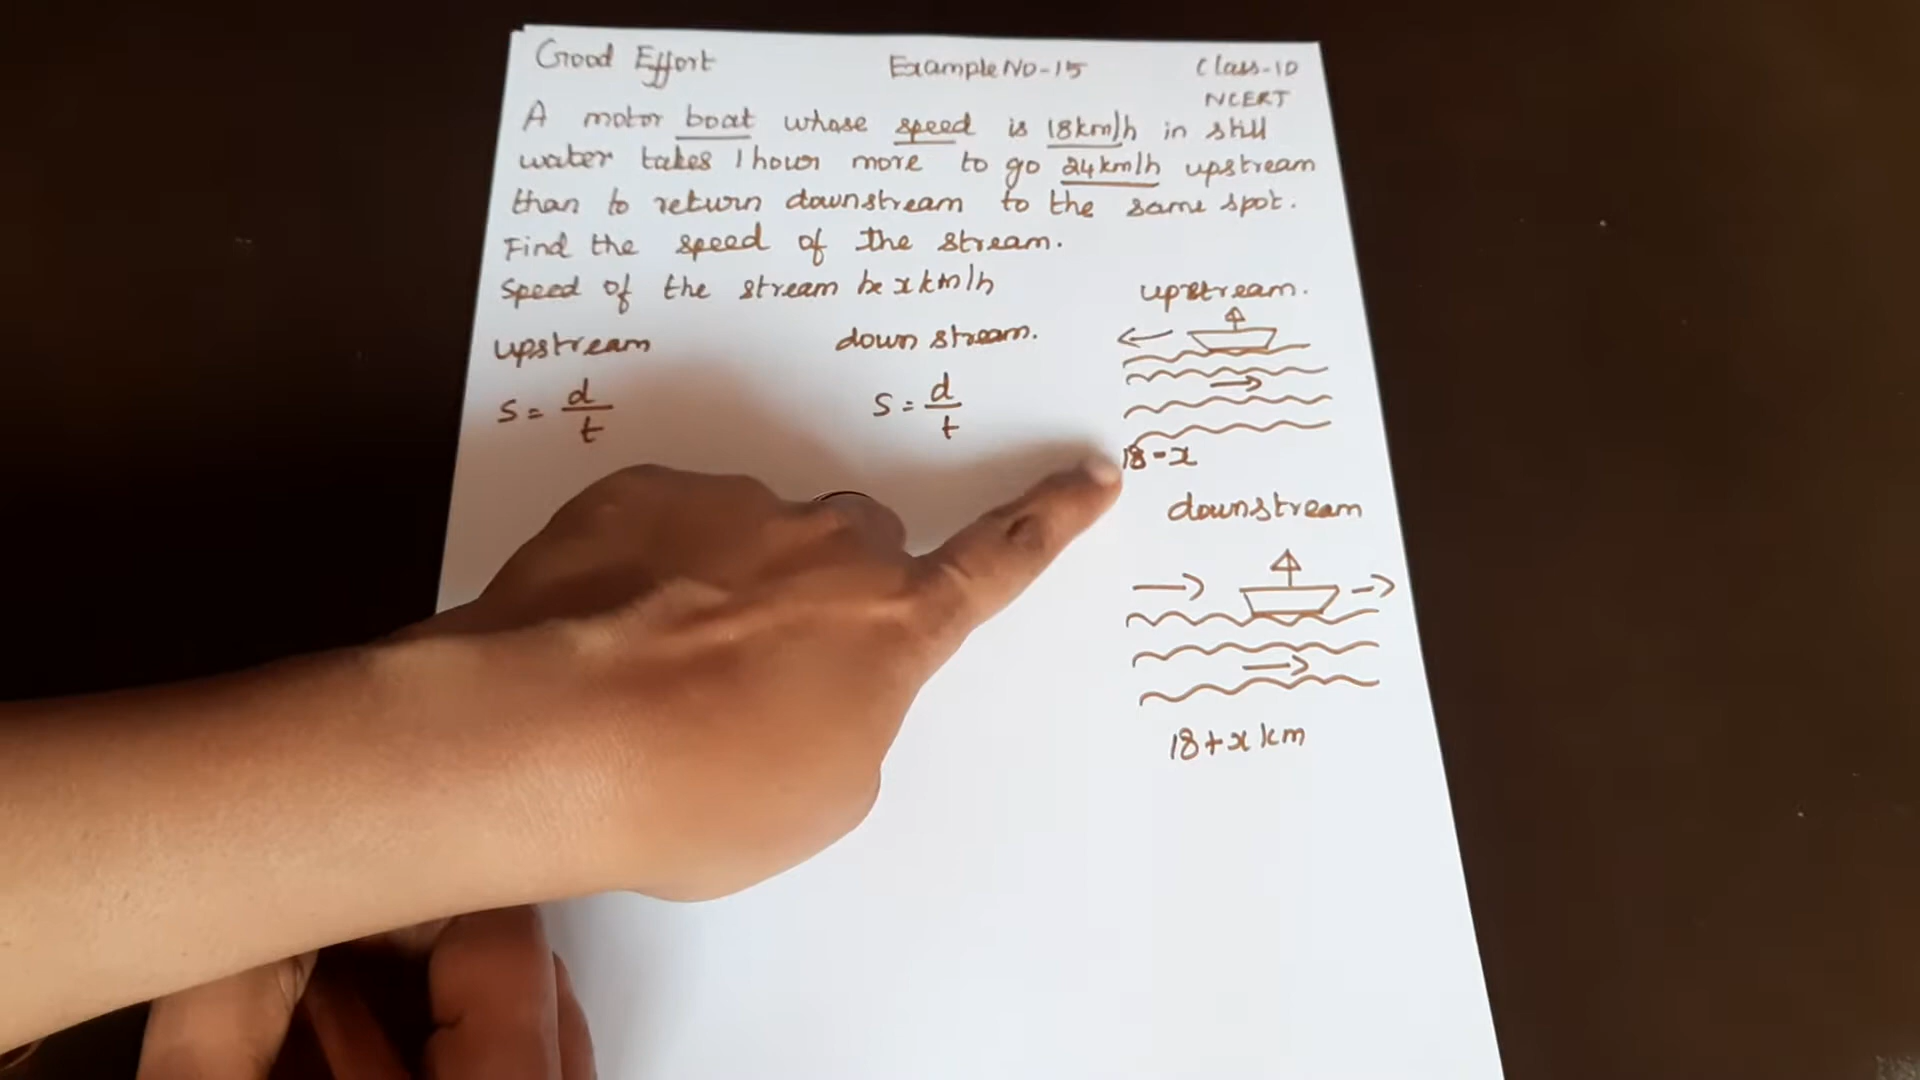 Good Effort
Example No-15
Class-10
NCERT
A motor boat whose speed is 18km/h in still
water takes 1 hour more to go 24km/h upstream
than to return downstream to the same spot.
Find the speed of the stream.
Speed of the stream be x km/h
upstream
down stream.
S = d/t
S = d/t
upstream.
18-x
downstream
18+x km